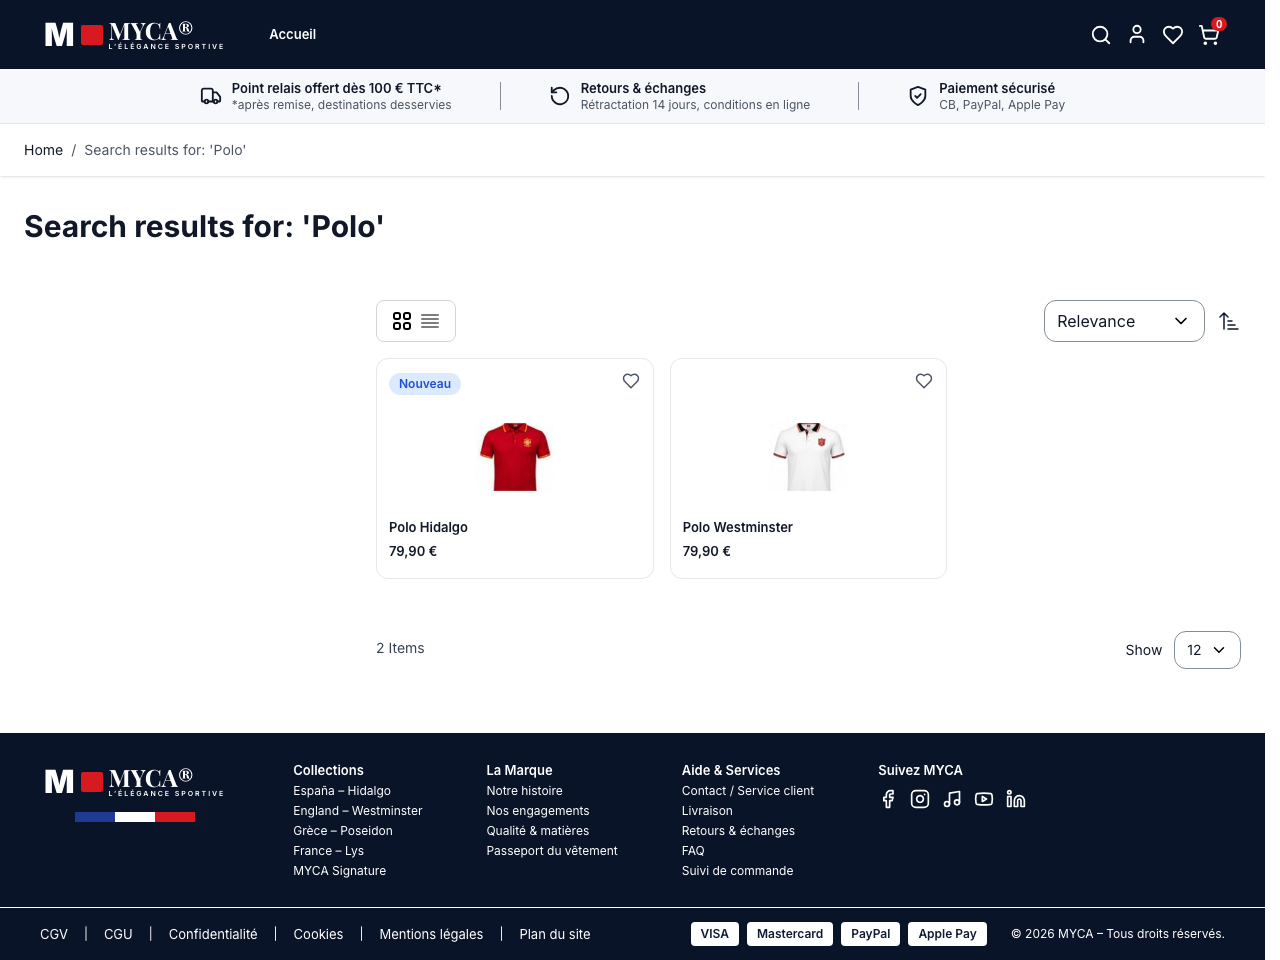 M MYCA®
L'ÉLÉGANCE SPORTIVE
Accueil
0
Point relais offert dès 100 € TTC*
*après remise, destinations desservies
Retours & échanges
Rétractation 14 jours, conditions en ligne
Paiement sécurisé
CB, PayPal, Apple Pay
Home / Search results for: 'Polo'
Search results for: 'Polo'
Relevance
Nouveau
Polo Hidalgo
79,90 €
Polo Westminster
79,90 €
2 Items
Show 12
M MYCA®
L'ÉLÉGANCE SPORTIVE
Collections
España – Hidalgo
England – Westminster
Grèce – Poseidon
France – Lys
MYCA Signature
La Marque
Notre histoire
Nos engagements
Qualité & matières
Passeport du vêtement
Aide & Services
Contact / Service client
Livraison
Retours & échanges
FAQ
Suivi de commande
Suivez MYCA
CGV | CGU | Confidentialité | Cookies | Mentions légales | Plan du site
VISA Mastercard PayPal Apple Pay
© 2026 MYCA – Tous droits réservés.